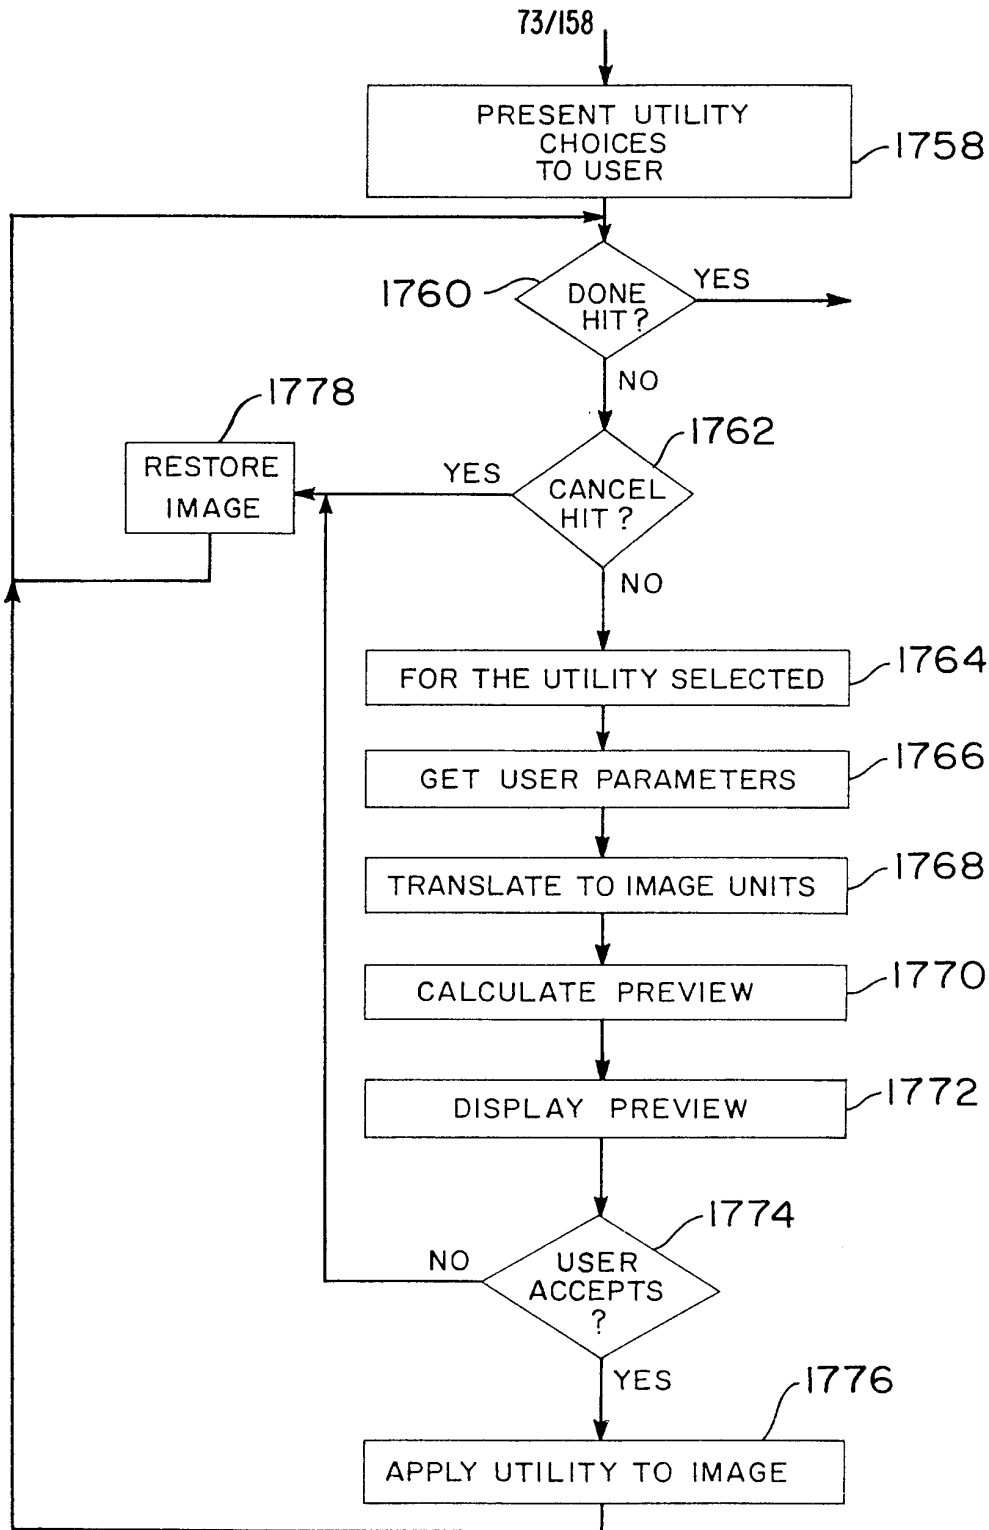 73/158
PRESENT UTILITY
CHOICES
TO USER
1758
1760
DONE
HIT?
YES
NO
1778
1762
RESTORE
IMAGE
YES
CANCEL
HIT?
NO
FOR THE UTILITY SELECTED
1764
GET USER PARAMETERS
1766
TRANSLATE TO IMAGE UNITS
1768
CALCULATE PREVIEW
1770
DISPLAY PREVIEW
1772
1774
NO
USER
ACCEPTS
?
YES
1776
APPLY UTILITY TO IMAGE